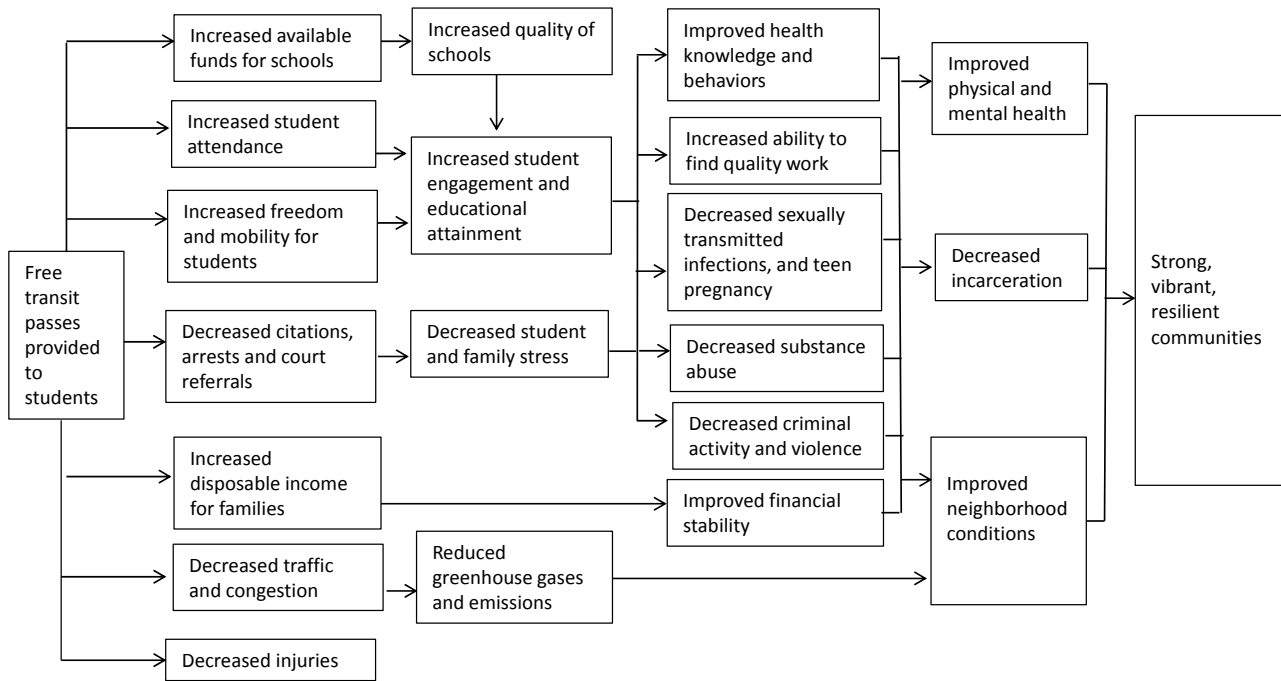 Free
transit
passes
provided
to
students
Increased available
funds for schools
Increased student
attendance
Increased freedom
and mobility for
students
Decreased citations,
arrests and court
referrals
Increased
disposable income
for families
Decreased traffic
and congestion
Decreased injuries
Increased quality of
schools
Increased student
engagement and
educational
attainment
Decreased student
and family stress
Reduced
greenhouse gases
and emissions
Improved health
knowledge and
behaviors
Increased ability to
find quality work
Decreased sexually
transmitted
infections, and teen
pregnancy
Decreased substance
abuse
Decreased criminal
activity and violence
Improved financial
stability
Improved
physical and
mental health
Decreased
incarceration
Improved
neighborhood
conditions
Strong,
vibrant,
resilient
communities